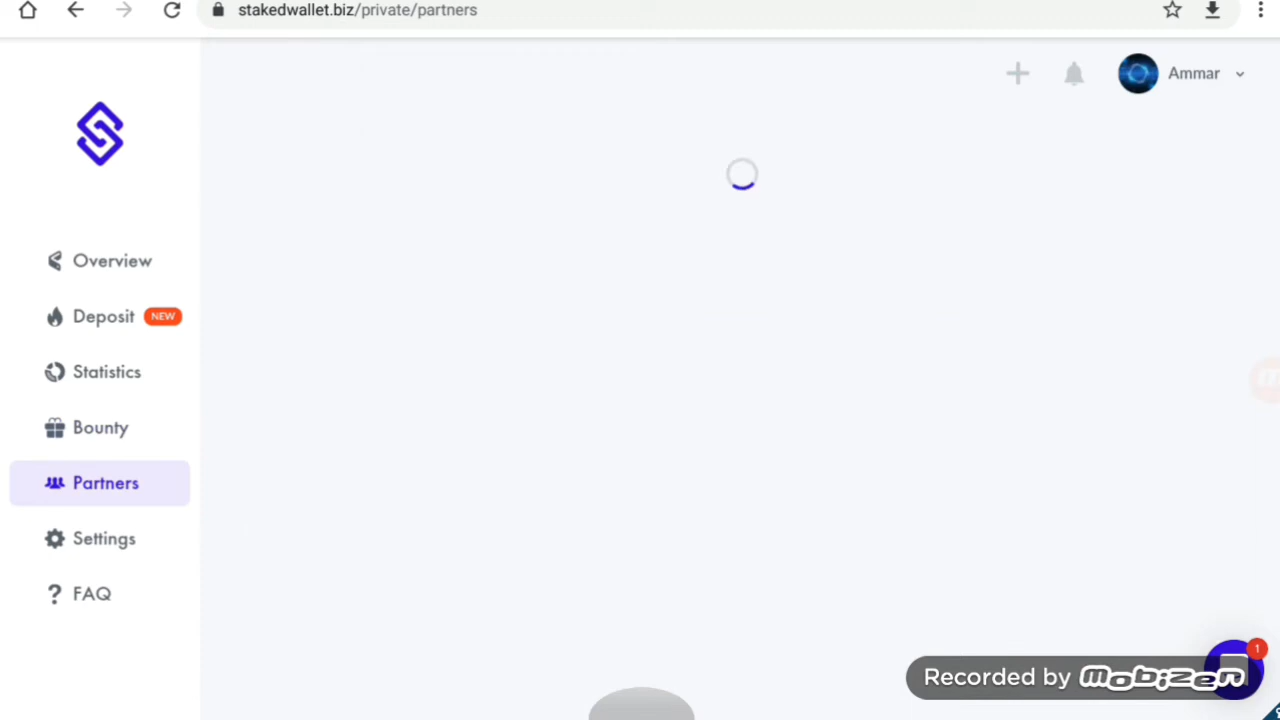 stakedwallet.biz/private/partners
Ammar
Overview
Deposit NEW
Statistics
Bounty
Partners
Settings
FAQ
1
Recorded by mobizen